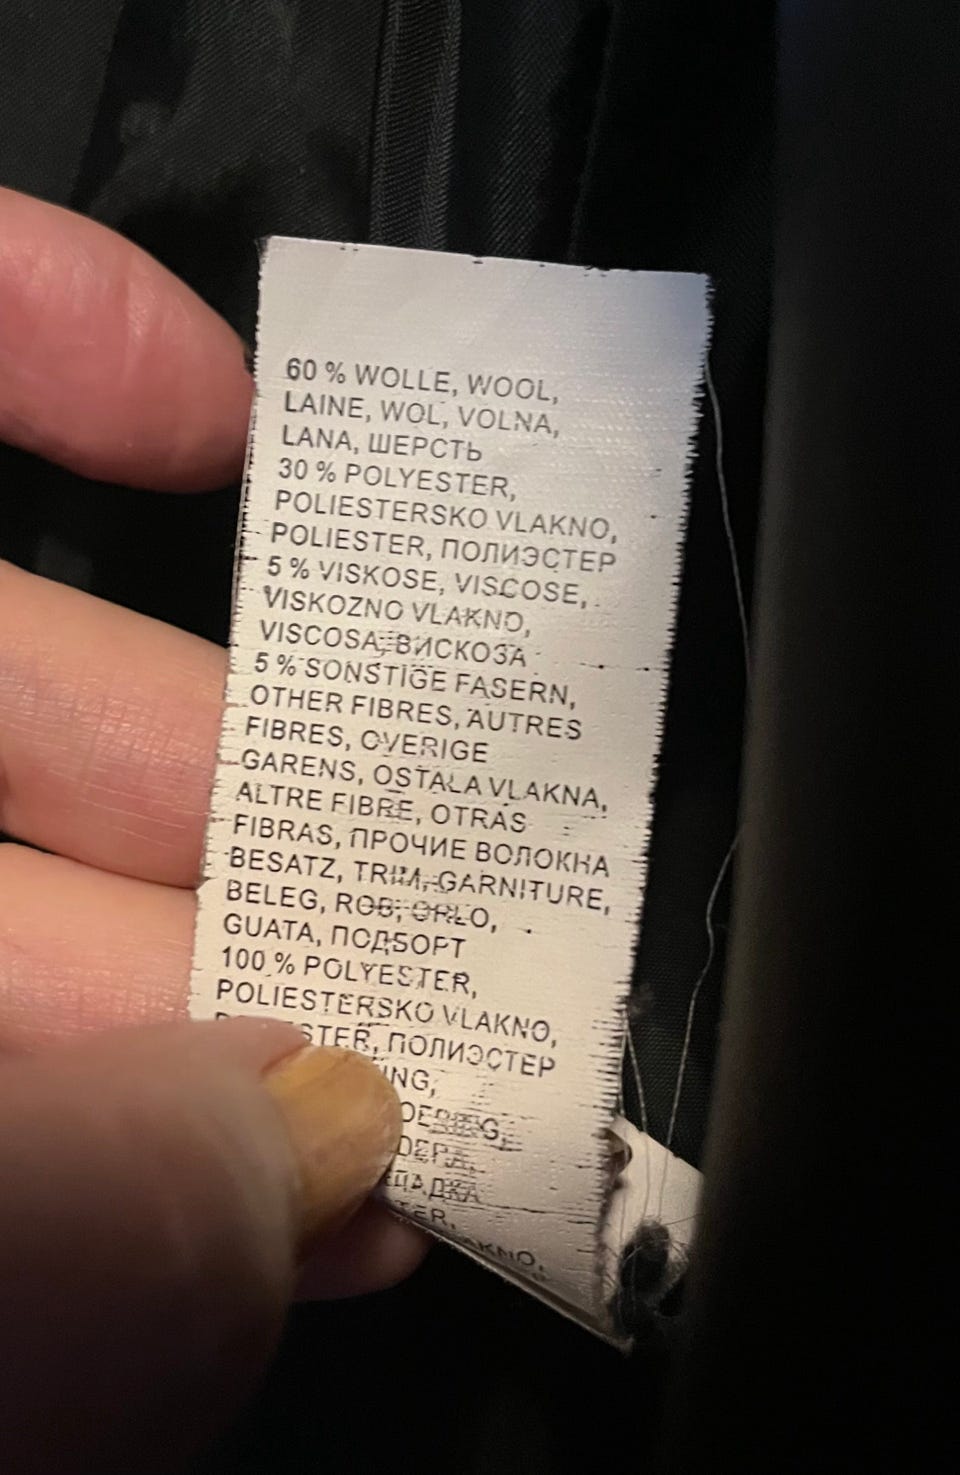 60 % WOLLE, WOOL,
LAINE, WOL, VOLNA,
LANA, ШЕРСТЬ
30 % POLYESTER,
POLIESTERSKO VLAKNO,
POLIESTER, ПОЛИЭСТЕР
5 % VISKOSE, VISCOSE,
VISKOZNO VLAKNO,
VISCOSA, ВИСКОЗА
5 % SONSTIGE FASERN,
OTHER FIBRES, AUTRES
FIBRES, OVERIGE
GARENS, OSTALA VLAKNA,
ALTRE FIBRE, OTRAS
FIBRAS, ПРОЧИЕ ВОЛОКНА
BESATZ, TRIM, GARNITURE,
BELEG, ROB, ORLO,
GUATA, ПОДБОРТ
100 % POLYESTER,
POLIESTERSKO VLAKNO,
ПОЛИЭСТЕР